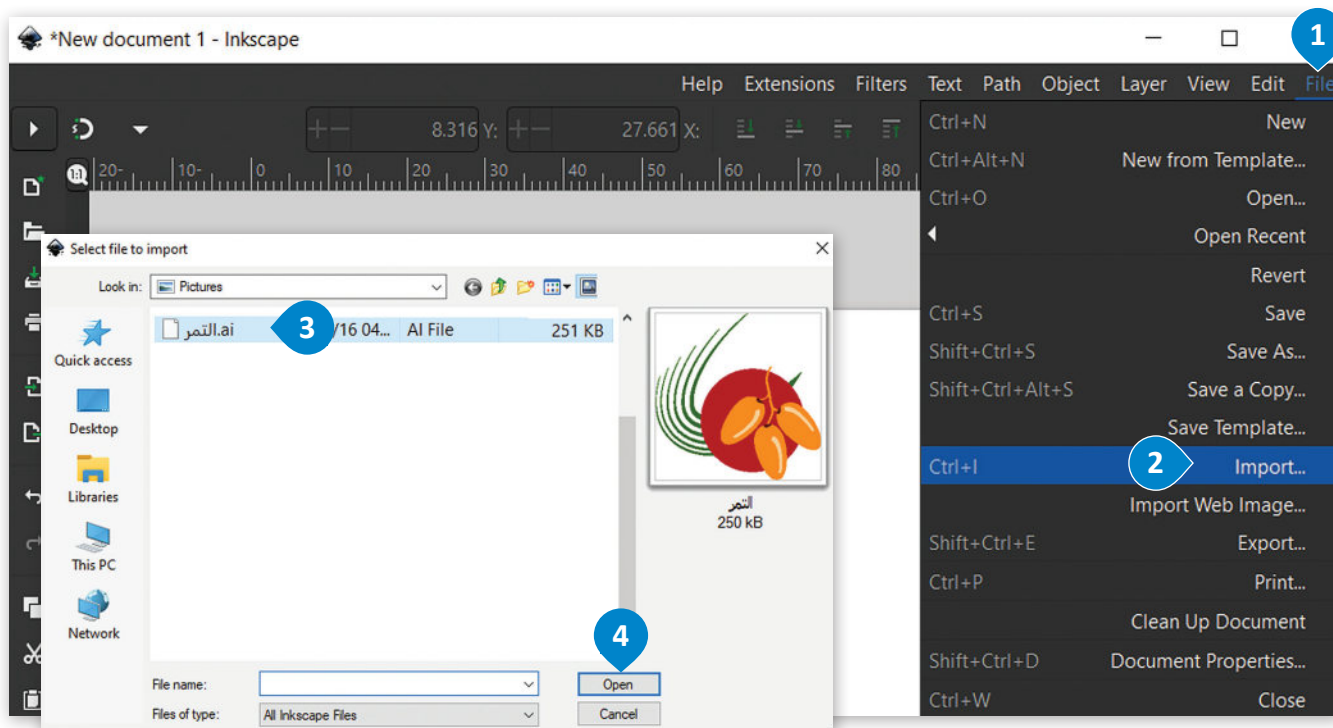 *New document 1 - Inkscape
1
File Edit View Layer Object Path Text Filters Extensions Help
X: 27.661 Y: 8.316
20- 10- 0 10 20 30 40 50 60 70 80
1:1
New Ctrl+N
New from Template... Ctrl+Alt+N
Open... Ctrl+O
Open Recent
Revert
Save Ctrl+S
Save As... Shift+Ctrl+S
Save a Copy... Shift+Ctrl+Alt+S
Save Template...
2
Import... Ctrl+I
Import Web Image...
Export... Shift+Ctrl+E
Print... Ctrl+P
Clean Up Document
Document Properties... Shift+Ctrl+D
Close Ctrl+W
Select file to import
Look in: Pictures
التمر.ai 3 /16 04... AI File 251 KB
Quick access
Desktop
Libraries
This PC
Network
التمر
250 kB
4
File name: Open
Files of type: All Inkscape Files Cancel